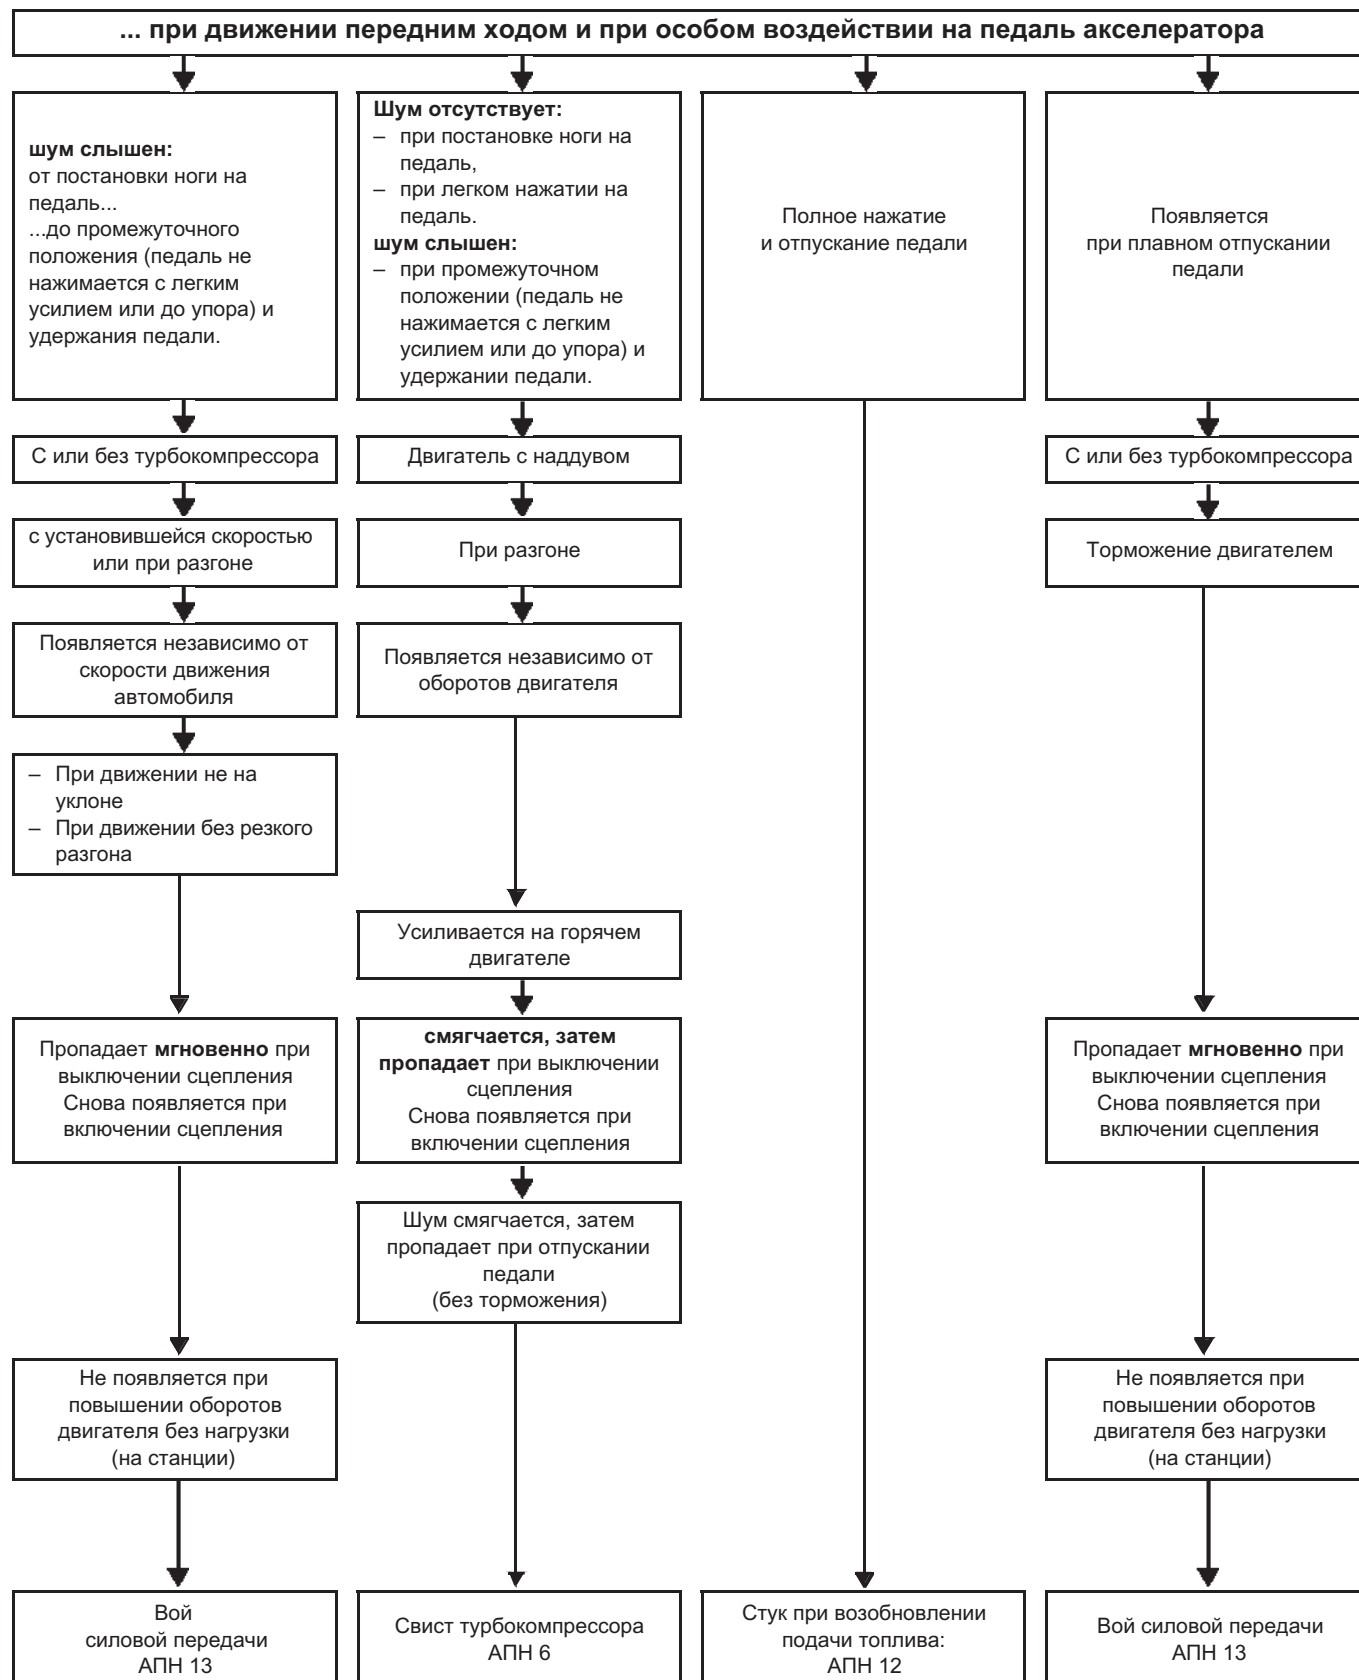 ... при движении передним ходом и при особом воздействии на педаль акселератора
шум слышен:
от постановки ноги на
педаль...
...до промежуточного
положения (педаль не
нажимается с легким
усилием или до упора) и
удержания педали.
С или без турбокомпрессора
с установившейся скоростью
или при разгоне
Появляется независимо от
скорости движения
автомобиля
– При движении не на
уклоне
– При движении без резкого
разгона
Пропадает мгновенно при
выключении сцепления
Снова появляется при
включении сцепления
Не появляется при
повышении оборотов
двигателя без нагрузки
(на станции)
Вой
силовой передачи
АПН 13
Шум отсутствует:
– при постановке ноги на
педаль,
– при легком нажатии на
педаль.
шум слышен:
– при промежуточном
положении (педаль не
нажимается с легким
усилием или до упора) и
удержании педали.
Двигатель с наддувом
При разгоне
Появляется независимо от
оборотов двигателя
Усиливается на горячем
двигателе
смягчается, затем
пропадает при выключении
сцепления
Снова появляется при
включении сцепления
Шум смягчается, затем
пропадает при отпускании
педали
(без торможения)
Свист турбокомпрессора
АПН 6
Полное нажатие
и отпускание педали
Стук при возобновлении
подачи топлива:
АПН 12
Появляется
при плавном отпускании
педали
С или без турбокомпрессора
Торможение двигателем
Пропадает мгновенно при
выключении сцепления
Снова появляется при
включении сцепления
Не появляется при
повышении оборотов
двигателя без нагрузки
(на станции)
Вой силовой передачи
АПН 13